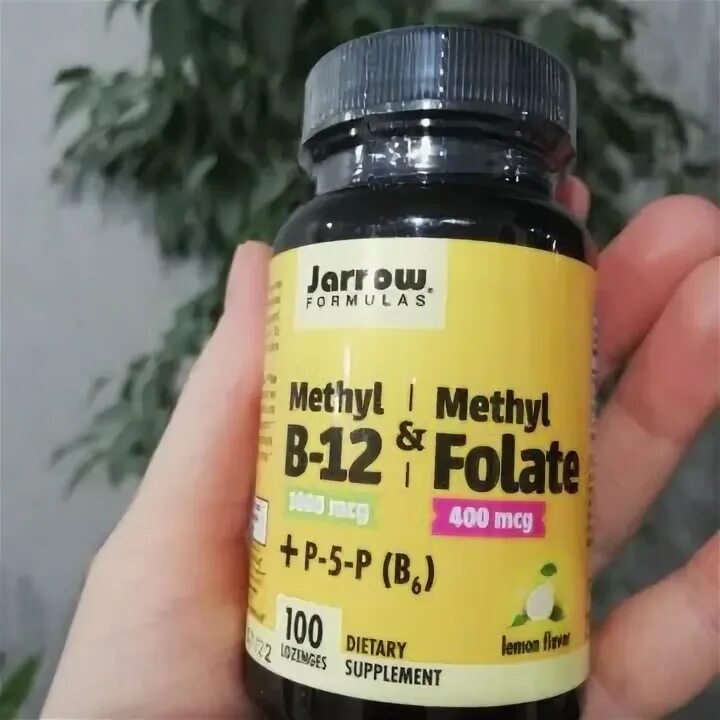 Jarrow
FORMULAS
Methyl
B-12
1000 mcg
&
Methyl
Folate
400 mcg
+ P-5-P (B₆)
100
LOZENGES
DIETARY
SUPPLEMENT
lemon flavor